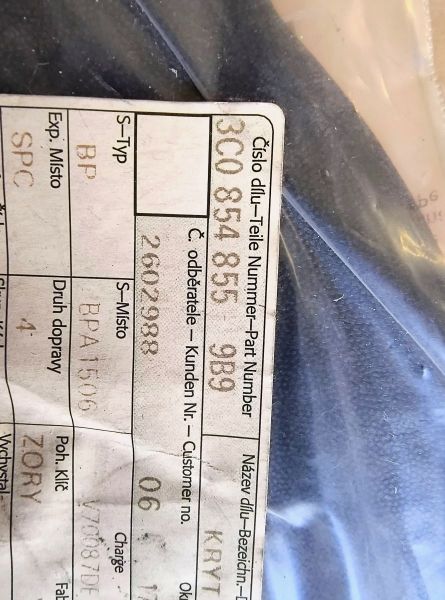 Číslo dílu–Teile Nummer–Part Number
3C0 854 855 9B9
Název dílu–Bezeichn.–
KRYT
Č. odběratele – Kunden Nr. – Customer no.
2602988
06
S–Typ
BP
S–Místo
BPA1506
Charge
Exp. Místo
SPC
Druh dopravy
4
Poh. Klíč
ZORY